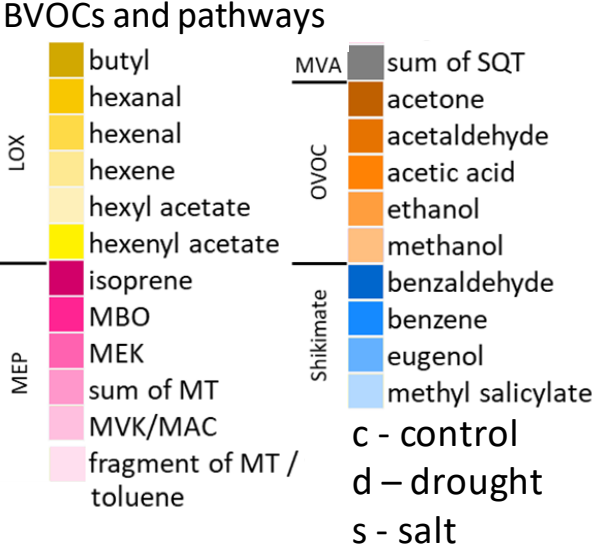 BVOCs and pathways
LOX
butyl
hexanal
hexenal
hexene
hexyl acetate
hexenyl acetate
MEP
isoprene
MBO
MEK
sum of MT
MVK/MAC
fragment of MT /
toluene
MVA
sum of SQT
OVOC
acetone
acetaldehyde
acetic acid
ethanol
methanol
Shikimate
benzaldehyde
benzene
eugenol
methyl salicylate
c - control
d – drought
s - salt